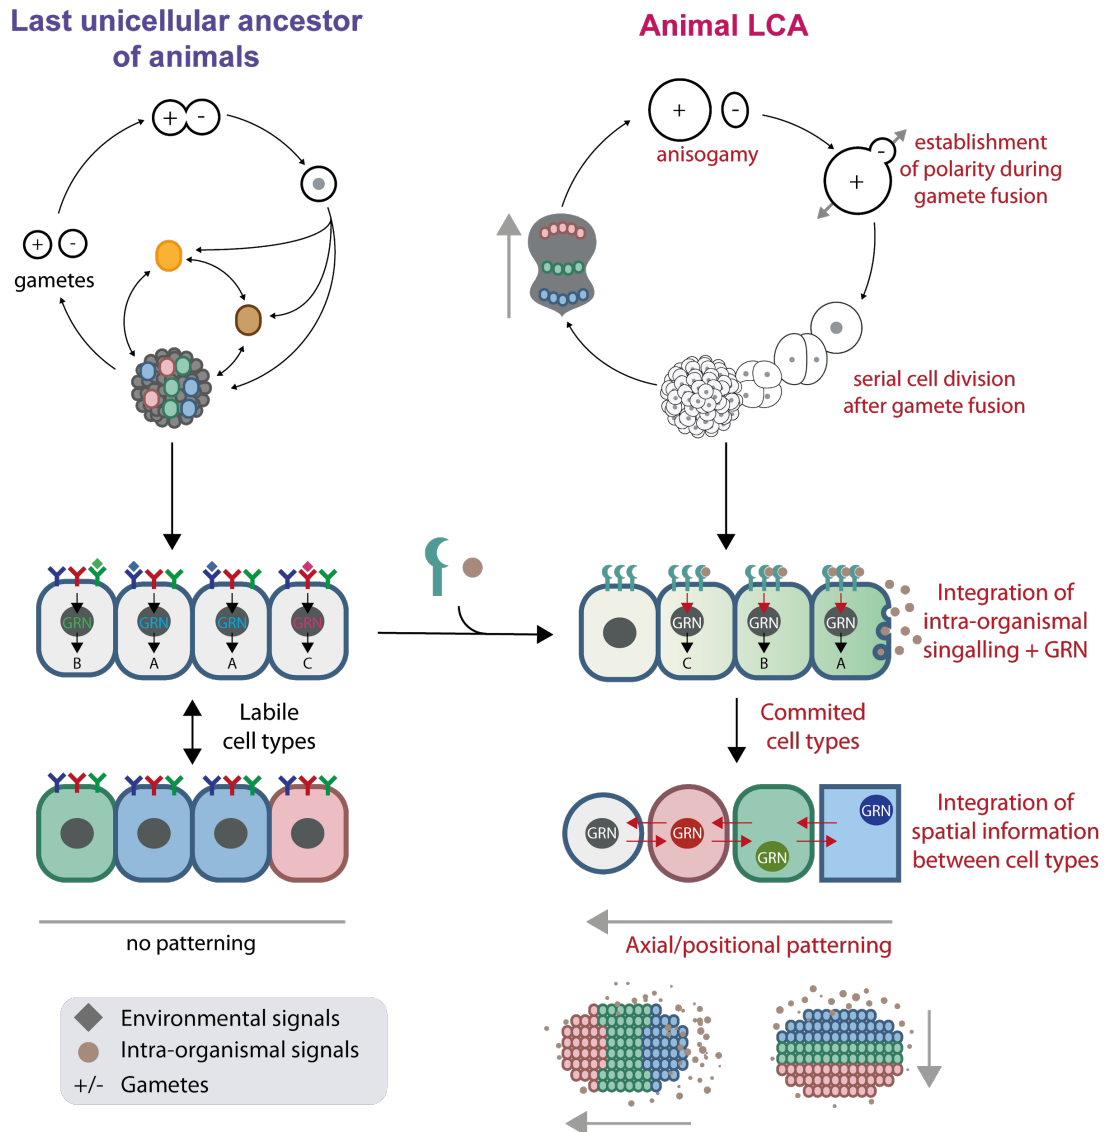 Last unicellular ancestor
of animals
+ -
+ -
gametes
Animal LCA
+ -
anisogamy
-
+
establishment
of polarity during
gamete fusion
serial cell division
after gamete fusion
GRN GRN GRN GRN
B A A C
Labile
cell types
no patterning
GRN GRN GRN
C B A
Integration of
intra-organismal
singalling + GRN
Commited
cell types
GRN GRN GRN GRN
Integration of
spatial information
between cell types
Axial/positional patterning
Environmental signals
Intra-organismal signals
+/- Gametes